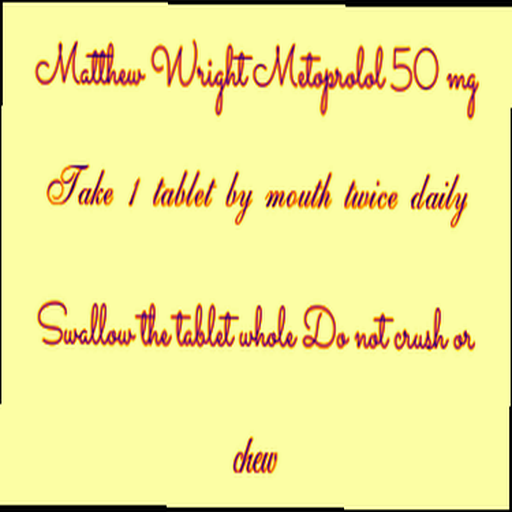 Matthew Wright Metoprolol 50 mg
Take 1 tablet by mouth twice daily
Swallow the tablet whole Do not crush or
chew